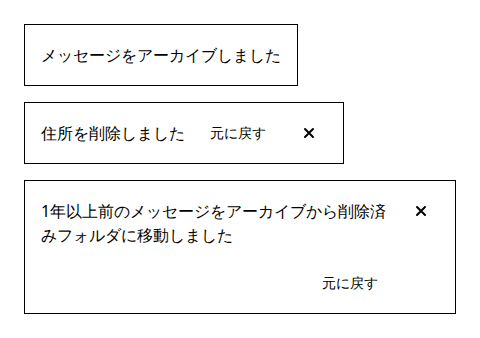 メッセージをアーカイブしました
住所を削除しました 元に戻す
1年以上前のメッセージをアーカイブから削除済
みフォルダに移動しました
元に戻す